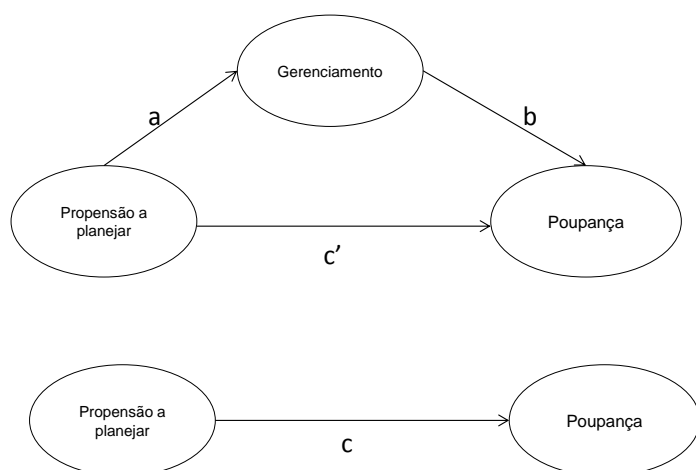 Gerenciamento
a
b
Propensão a
planejar
Poupança
c’
Propensão a
planejar
Poupança
c